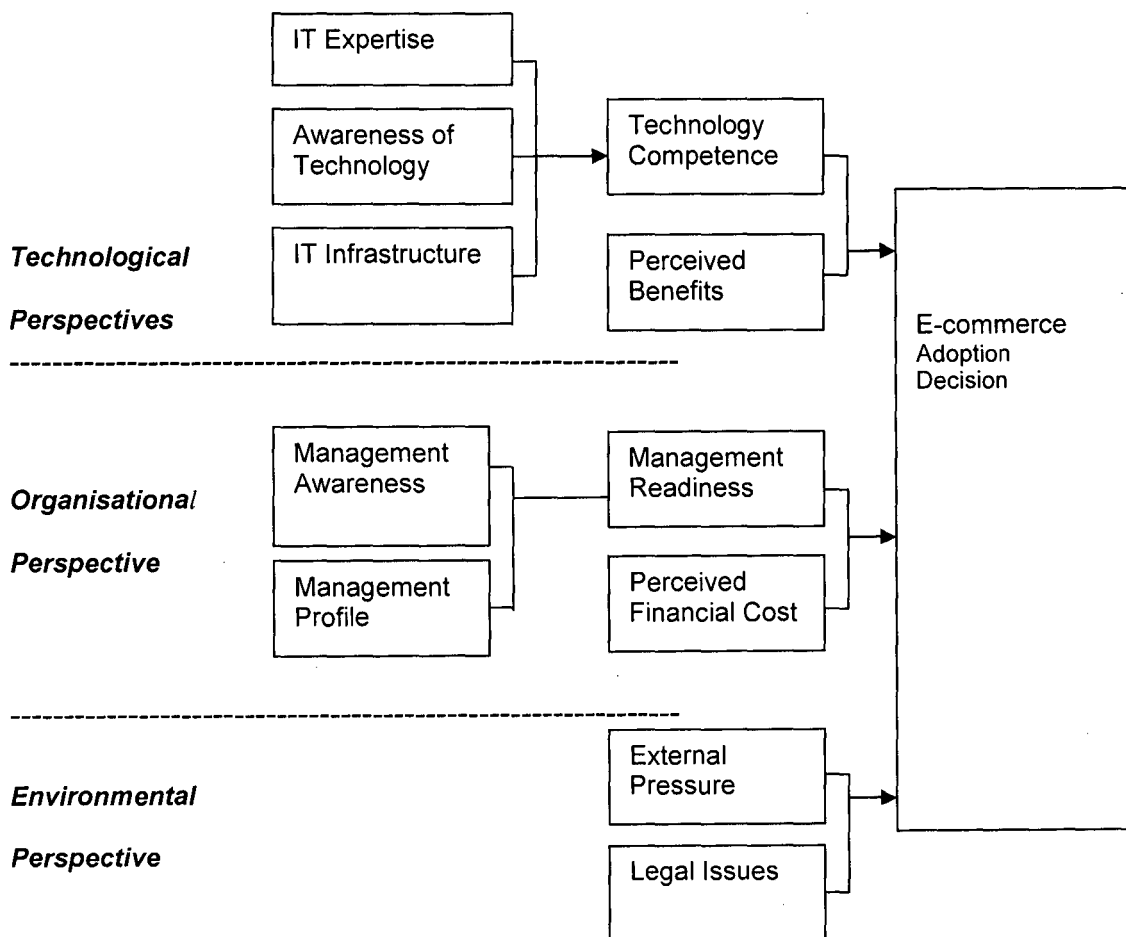 IT Expertise
Awareness of
Technology
IT Infrastructure
Technology
Competence
Perceived
Benefits
Technological
Perspectives
E-commerce
Adoption
Decision
Management
Awareness
Management
Profile
Management
Readiness
Perceived
Financial Cost
Organisational
Perspective
External
Pressure
Legal Issues
Environmental
Perspective